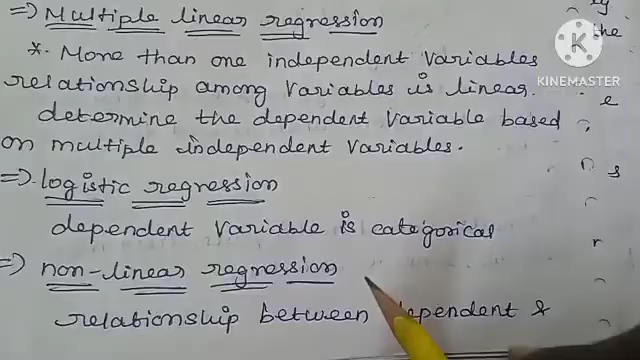 ⇒ Multiple linear regression
* More than one independent variables
relationship among variables is linear.
determine the dependent variable based
on multiple independent variables.
⇒ logistic regression
dependent variable is categorical
⇒ non-linear regression
relationship between dependent &
KINEMASTER